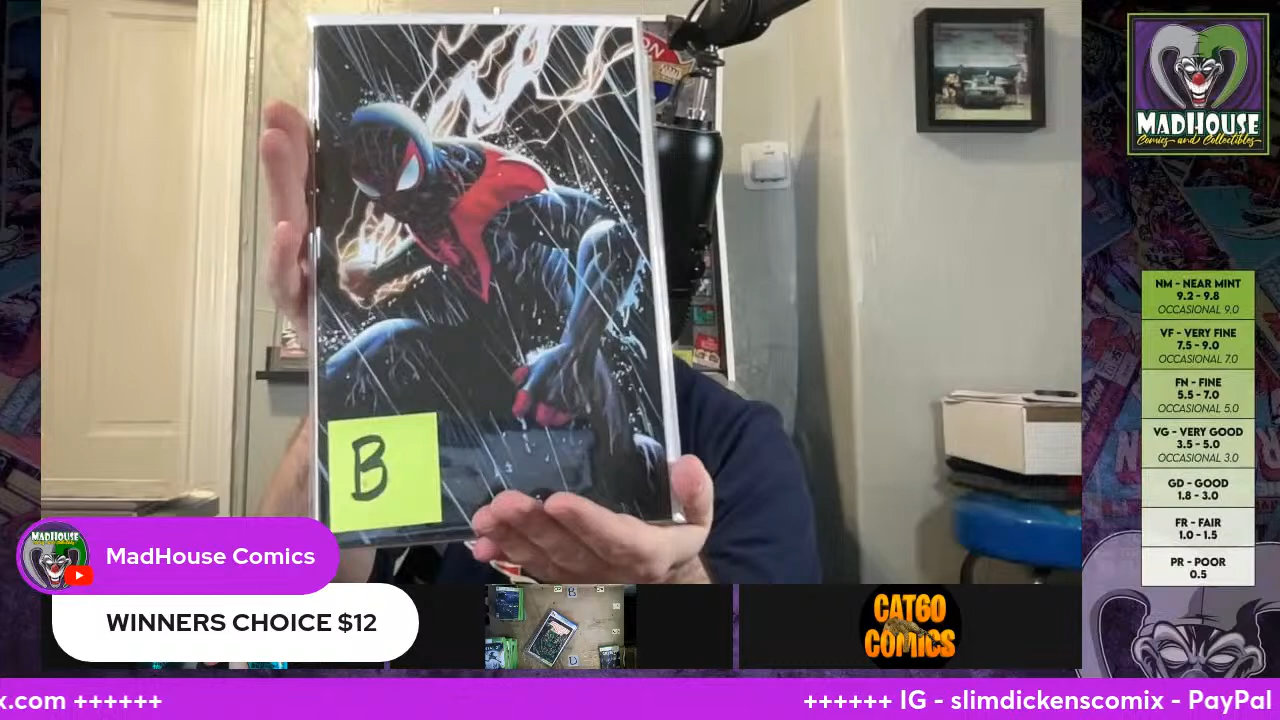 MADHOUSE
Comics and Collectibles
NM - NEAR MINT
9.2 - 9.8
OCCASIONAL 9.0
VF - VERY FINE
7.5 - 9.0
OCCASIONAL 7.0
FN - FINE
5.5 - 7.0
OCCASIONAL 5.0
VG - VERY GOOD
3.5 - 5.0
OCCASIONAL 3.0
GD - GOOD
1.8 - 3.0
FR - FAIR
1.0 - 1.5
PR - POOR
0.5
B
MADHOUSE
MadHouse Comics
WINNERS CHOICE $12
B
D
CAT60
COMICS
x.com ++++++
++++++ IG - slimdickenscomix - PayPal